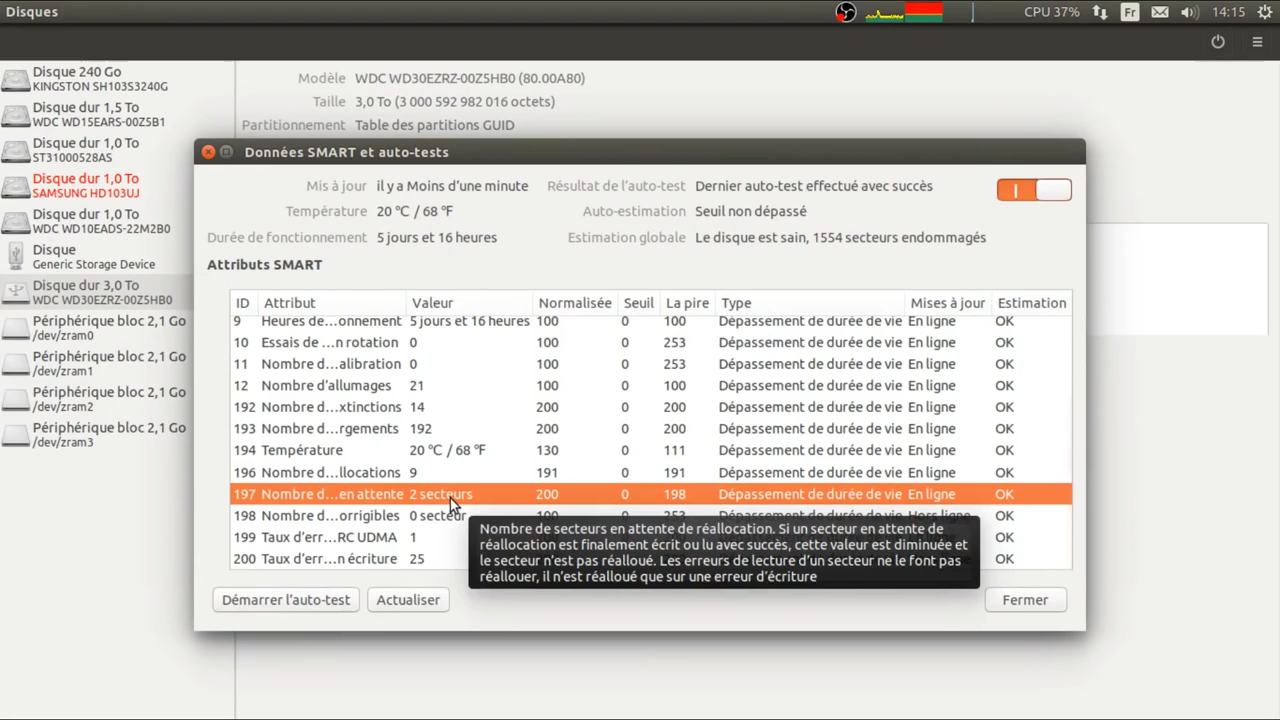 Disques
CPU 37%
Fr
14:15
Disque 240 Go
KINGSTON SH103S3240G
Disque dur 1,5 To
WDC WD15EARS-00Z5B1
Disque dur 1,0 To
ST31000528AS
Disque dur 1,0 To
SAMSUNG HD103UJ
Disque dur 1,0 To
WDC WD10EADS-22M2B0
Disque
Generic Storage Device
Disque dur 3,0 To
WDC WD30EZRZ-00Z5HB0
Périphérique bloc 2,1 Go
/dev/zram0
Périphérique bloc 2,1 Go
/dev/zram1
Périphérique bloc 2,1 Go
/dev/zram2
Périphérique bloc 2,1 Go
/dev/zram3
Modèle WDC WD30EZRZ-00Z5HB0 (80.00A80)
Taille 3,0 To (3 000 592 982 016 octets)
Partitionnement Table des partitions GUID
Données SMART et auto-tests
Mis à jour il y a Moins d'une minute Résultat de l'auto-test Dernier auto-test effectué avec succès
Température 20 °C / 68 °F Auto-estimation Seuil non dépassé
Durée de fonctionnement 5 jours et 16 heures Estimation globale Le disque est sain, 1554 secteurs endommagés
Attributs SMART
ID Attribut Valeur Normalisée Seuil La pire Type Mises à jour Estimation
9 Heures de…onnement 5 jours et 16 heures 100 0 100 Dépassement de durée de vie En ligne OK
10 Essais de …n rotation 0 100 0 253 Dépassement de durée de vie En ligne OK
11 Nombre d…alibration 0 100 0 253 Dépassement de durée de vie En ligne OK
12 Nombre d'allumages 21 100 0 100 Dépassement de durée de vie En ligne OK
192 Nombre d…xtinctions 14 200 0 200 Dépassement de durée de vie En ligne OK
193 Nombre d…rgements 192 200 0 200 Dépassement de durée de vie En ligne OK
194 Température 20 °C / 68 °F 130 0 111 Dépassement de durée de vie En ligne OK
196 Nombre d…llocations 9 191 0 191 Dépassement de durée de vie En ligne OK
197 Nombre d…en attente 2 secteurs 200 0 198 Dépassement de durée de vie En ligne OK
198 Nombre d…orrigibles 0 secteur 100 0 253 Dépassement de durée de vie Hors ligne OK
199 Taux d'err…RC UDMA 1
200 Taux d'err…n écriture 25
Nombre de secteurs en attente de réallocation. Si un secteur en attente de
réallocation est finalement écrit ou lu avec succès, cette valeur est diminuée et
le secteur n'est pas réalloué. Les erreurs de lecture d'un secteur ne le font pas
réallouer, il n'est réalloué que sur une erreur d'écriture
Démarrer l'auto-test Actualiser Fermer